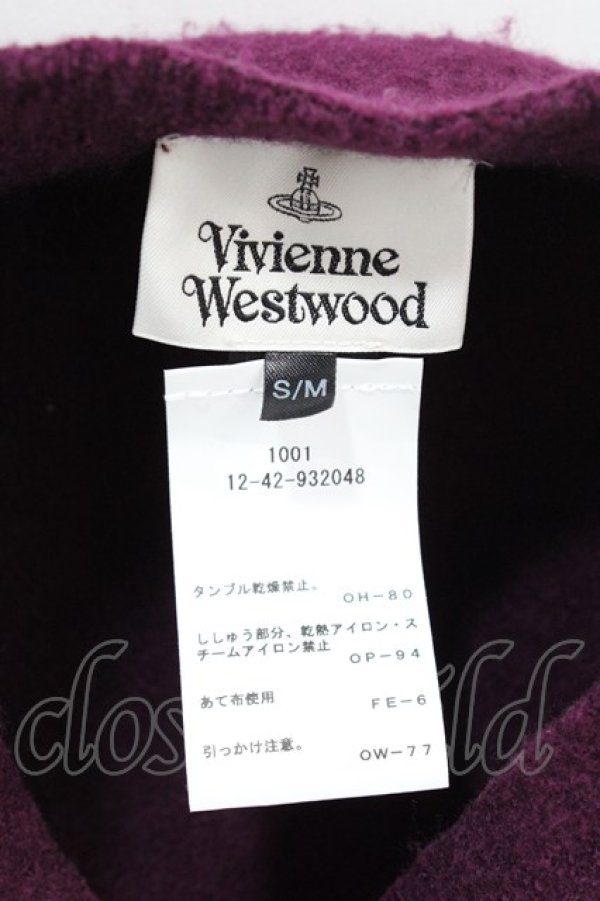 Vivienne
Westwood
S/M
1001
12-42-932048
タンブル乾燥禁止。 OH-80
ししゅう部分、乾熱アイロン・ス
チームアイロン禁止 OP-94
あて布使用 FE-6
引っかけ注意。 OW-77